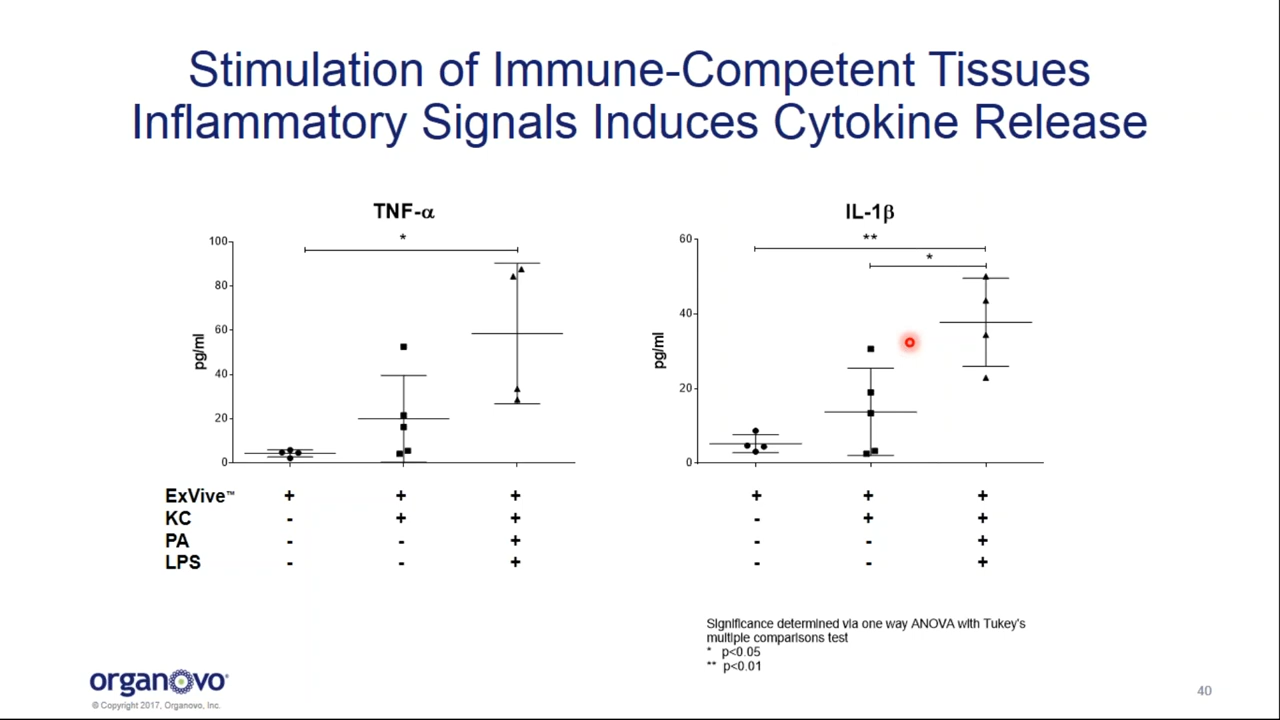 Stimulation of Immune-Competent Tissues
Inflammatory Signals Induces Cytokine Release
TNF-α
*
100
80
60
40
20
0
pg/ml
IL-1β
**
*
60
40
20
0
pg/ml
ExVive™ + + + + + +
KC - + + - + +
PA - - + - - +
LPS - - + - - +
Significance determined via one way ANOVA with Tukey's
multiple comparisons test
* p<0.05
** p<0.01
organovo
© Copyright 2017, Organovo, Inc.
40